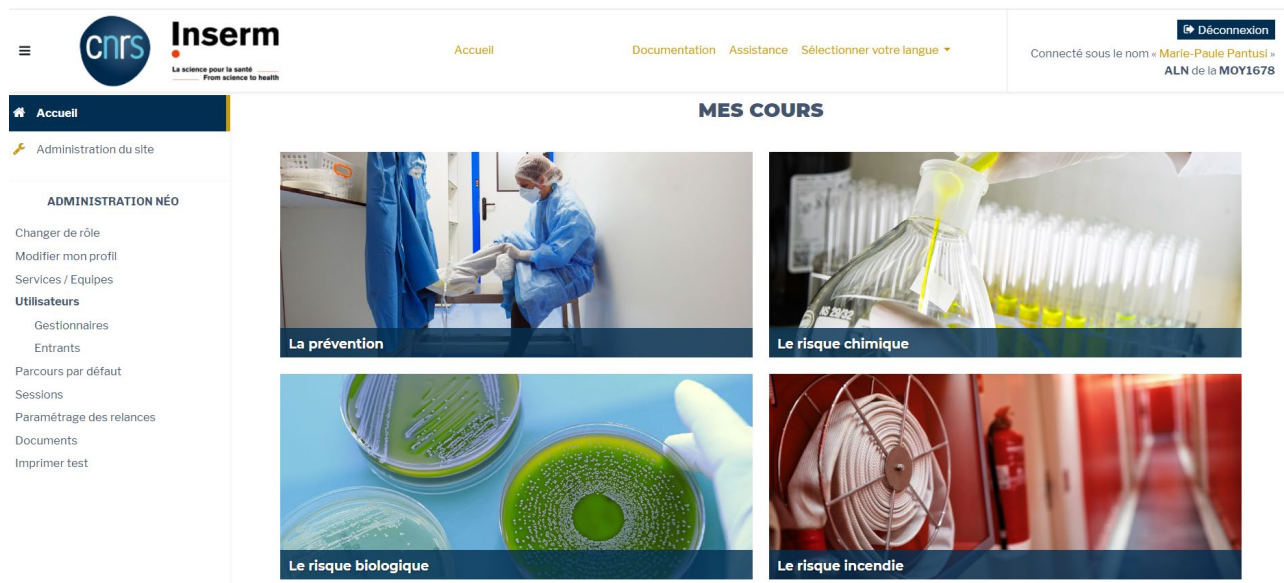 cnrs
Inserm
La science pour la santé
From science to health
Accueil
Documentation
Assistance
Sélectionner votre langue
Déconnexion
Connecté sous le nom « Marie-Paule Pantusi »
ALN de la MOY1678
Accueil
Administration du site
ADMINISTRATION NÉO
Changer de rôle
Modifier mon profil
Services / Equipes
Utilisateurs
Gestionnaires
Entrants
Parcours par défaut
Sessions
Paramétrage des relances
Documents
Imprimer test
MES COURS
La prévention
NS 29/32
Le risque chimique
Le risque biologique
Le risque incendie